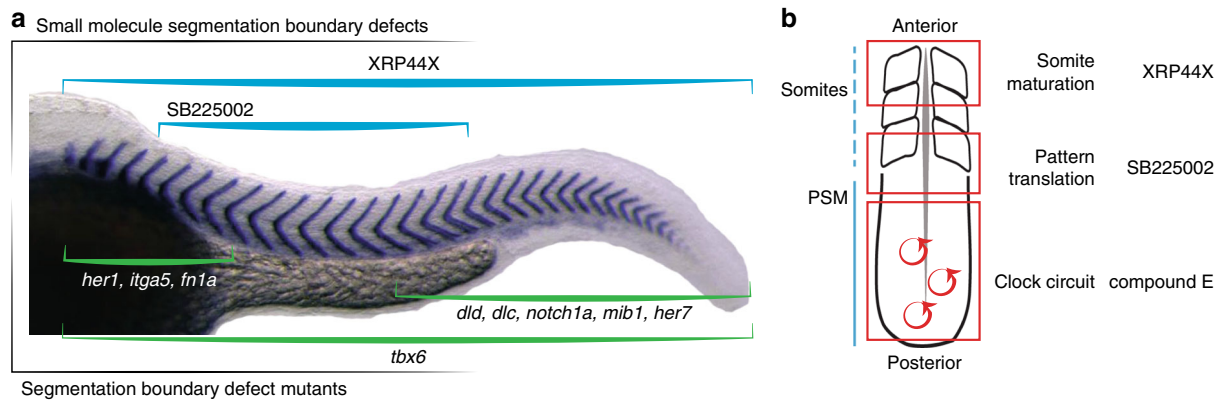 a
Small molecule segmentation boundary defects
XRP44X
SB225002
her1, itga5, fn1a
dld, dlc, notch1a, mib1, her7
tbx6
Segmentation boundary defect mutants
b
Anterior
Somites
PSM
Somite
maturation
XRP44X
Pattern
translation
SB225002
Clock circuit
compound E
Posterior